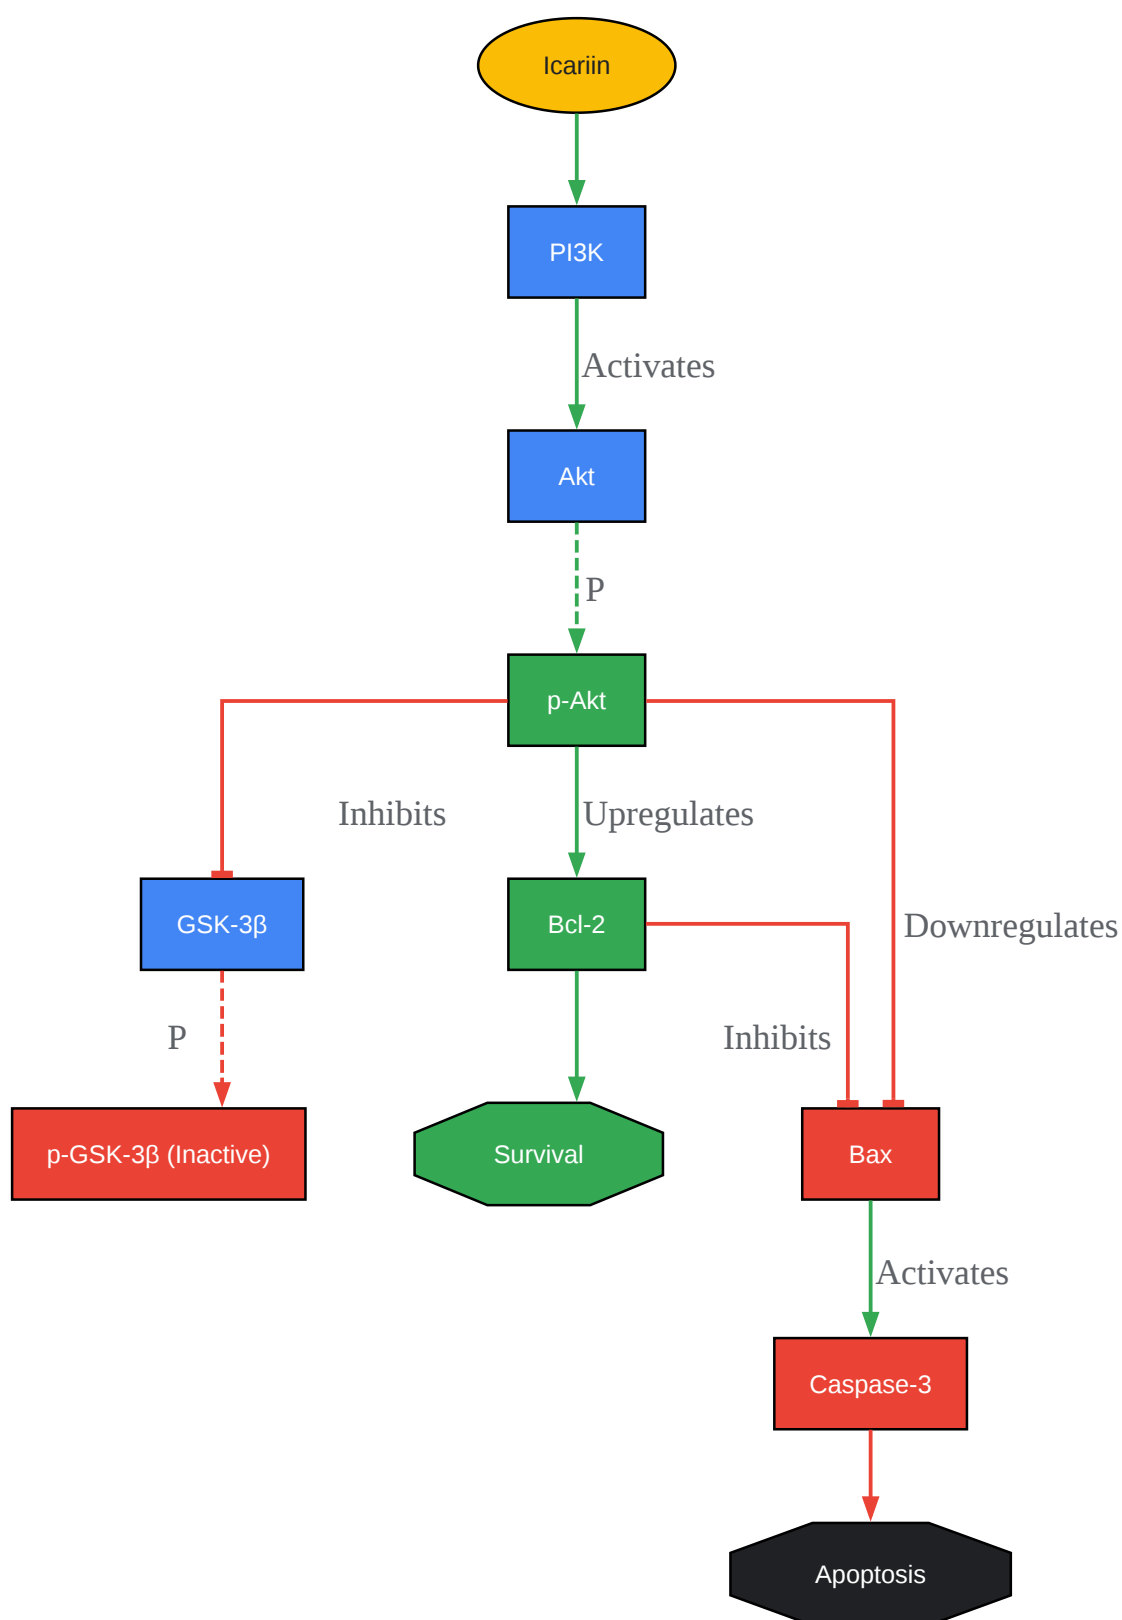 Icariin
PI3K
Activates
Akt
P
p-Akt
Inhibits
Upregulates
GSK-3β
Bcl-2
Downregulates
P
Inhibits
p-GSK-3β (Inactive)
Survival
Bax
Activates
Caspase-3
Apoptosis